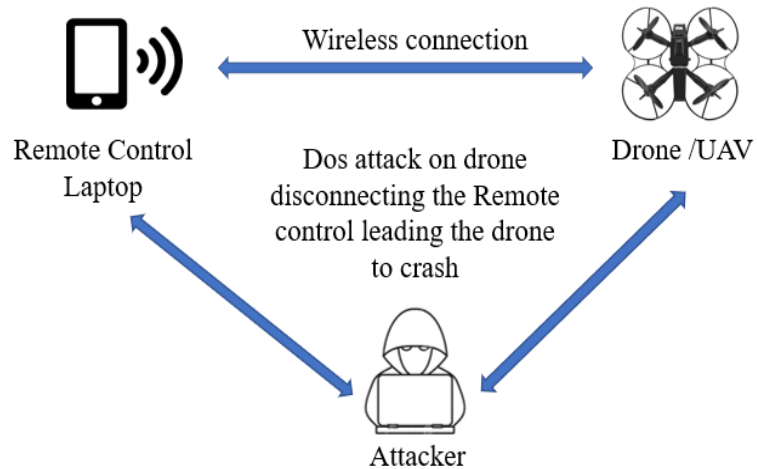 Wireless connection
Remote Control
Laptop
Drone /UAV
Dos attack on drone
disconnecting the Remote
control leading the drone
to crash
Attacker